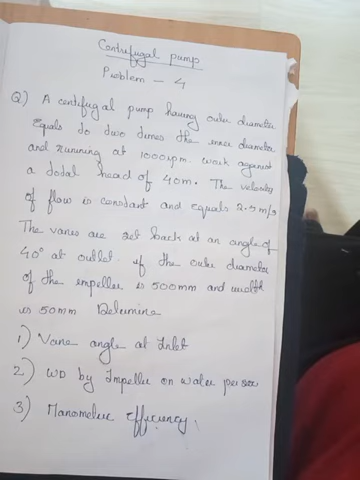 Centrifugal pump
Problem - 4
Q) A centifugal pump having outer diameter
equals to two times the inner diameter
and running at 1000rpm. work against
a total head of 40m. The velocity
of flow is constant and equals 2.5 m/s
The vanes are set back at an angle of
40° at outlet. if the outer diameter
of the impeller is 500mm and width
is 50mm Determine
1) Vane angle at Inlet
2) WD by Impeller on water per sec
3) Manometric efficiency.